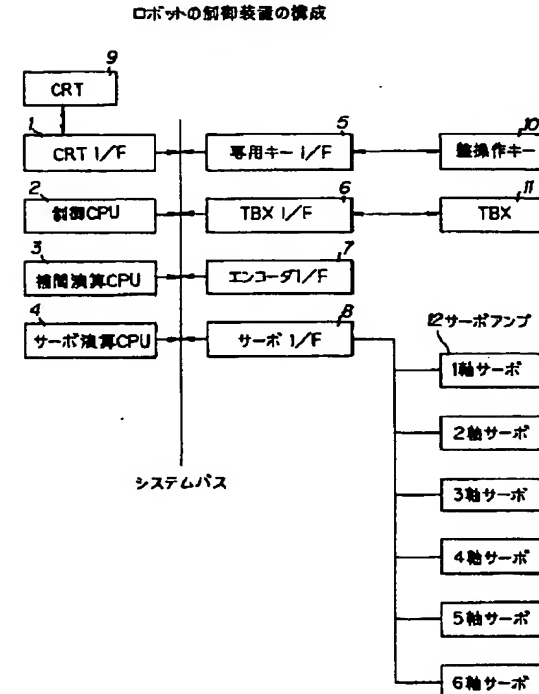 ロボットの制御装置の構成
9
CRT
1
CRT I/F
5
専用キー I/F
10
盤操作キー
2
制御CPU
6
TBX I/F
11
TBX
3
補間演算CPU
7
エンコーダI/F
4
サーボ演算CPU
8
サーボ I/F
12サーボアンプ
1軸サーボ
2軸サーボ
3軸サーボ
4軸サーボ
5軸サーボ
6軸サーボ
システムバス